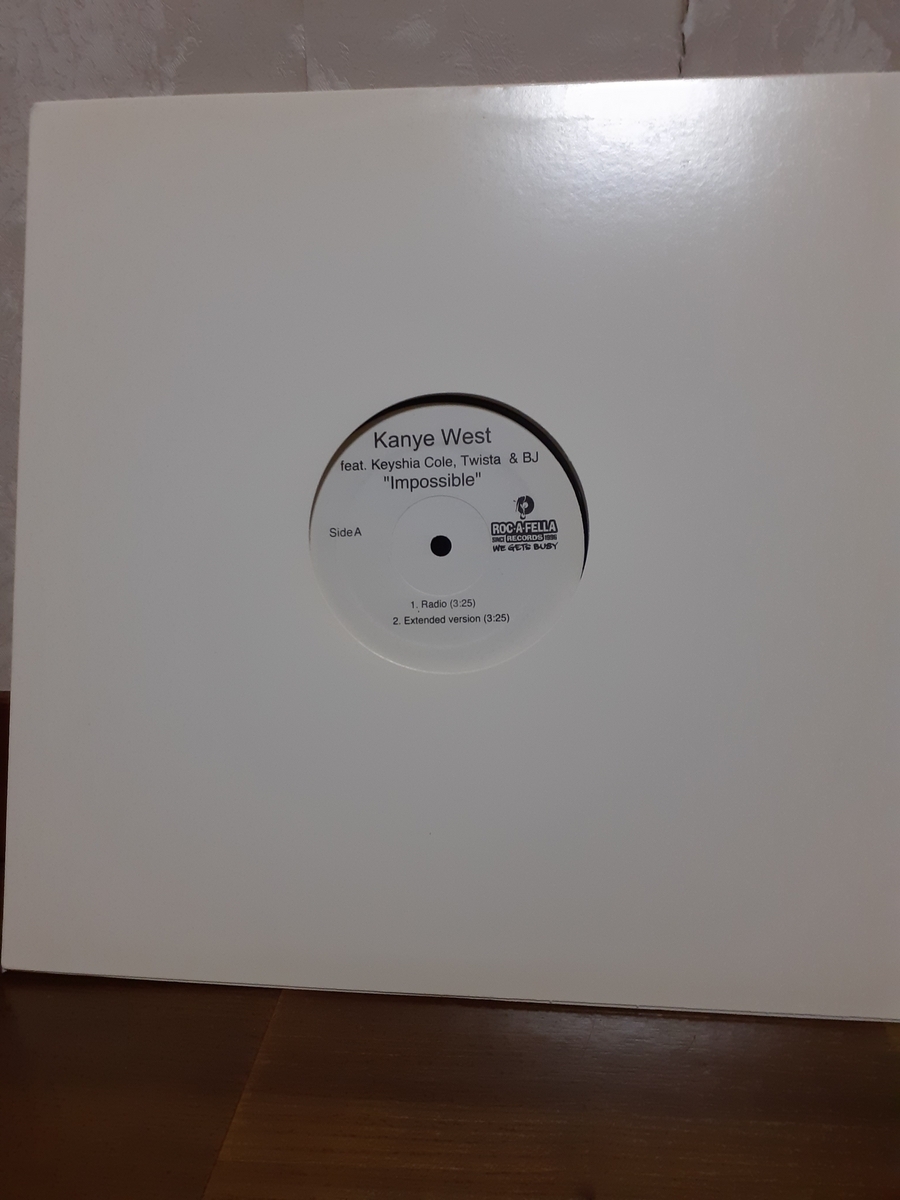 Kanye West
feat. Keyshia Cole, Twista & BJ
"Impossible"
Side A
ROC-A-FELLA
SINCE RECORDS 1996
WE GETS BUSY
1. Radio (3:25)
2. Extended version (3:25)